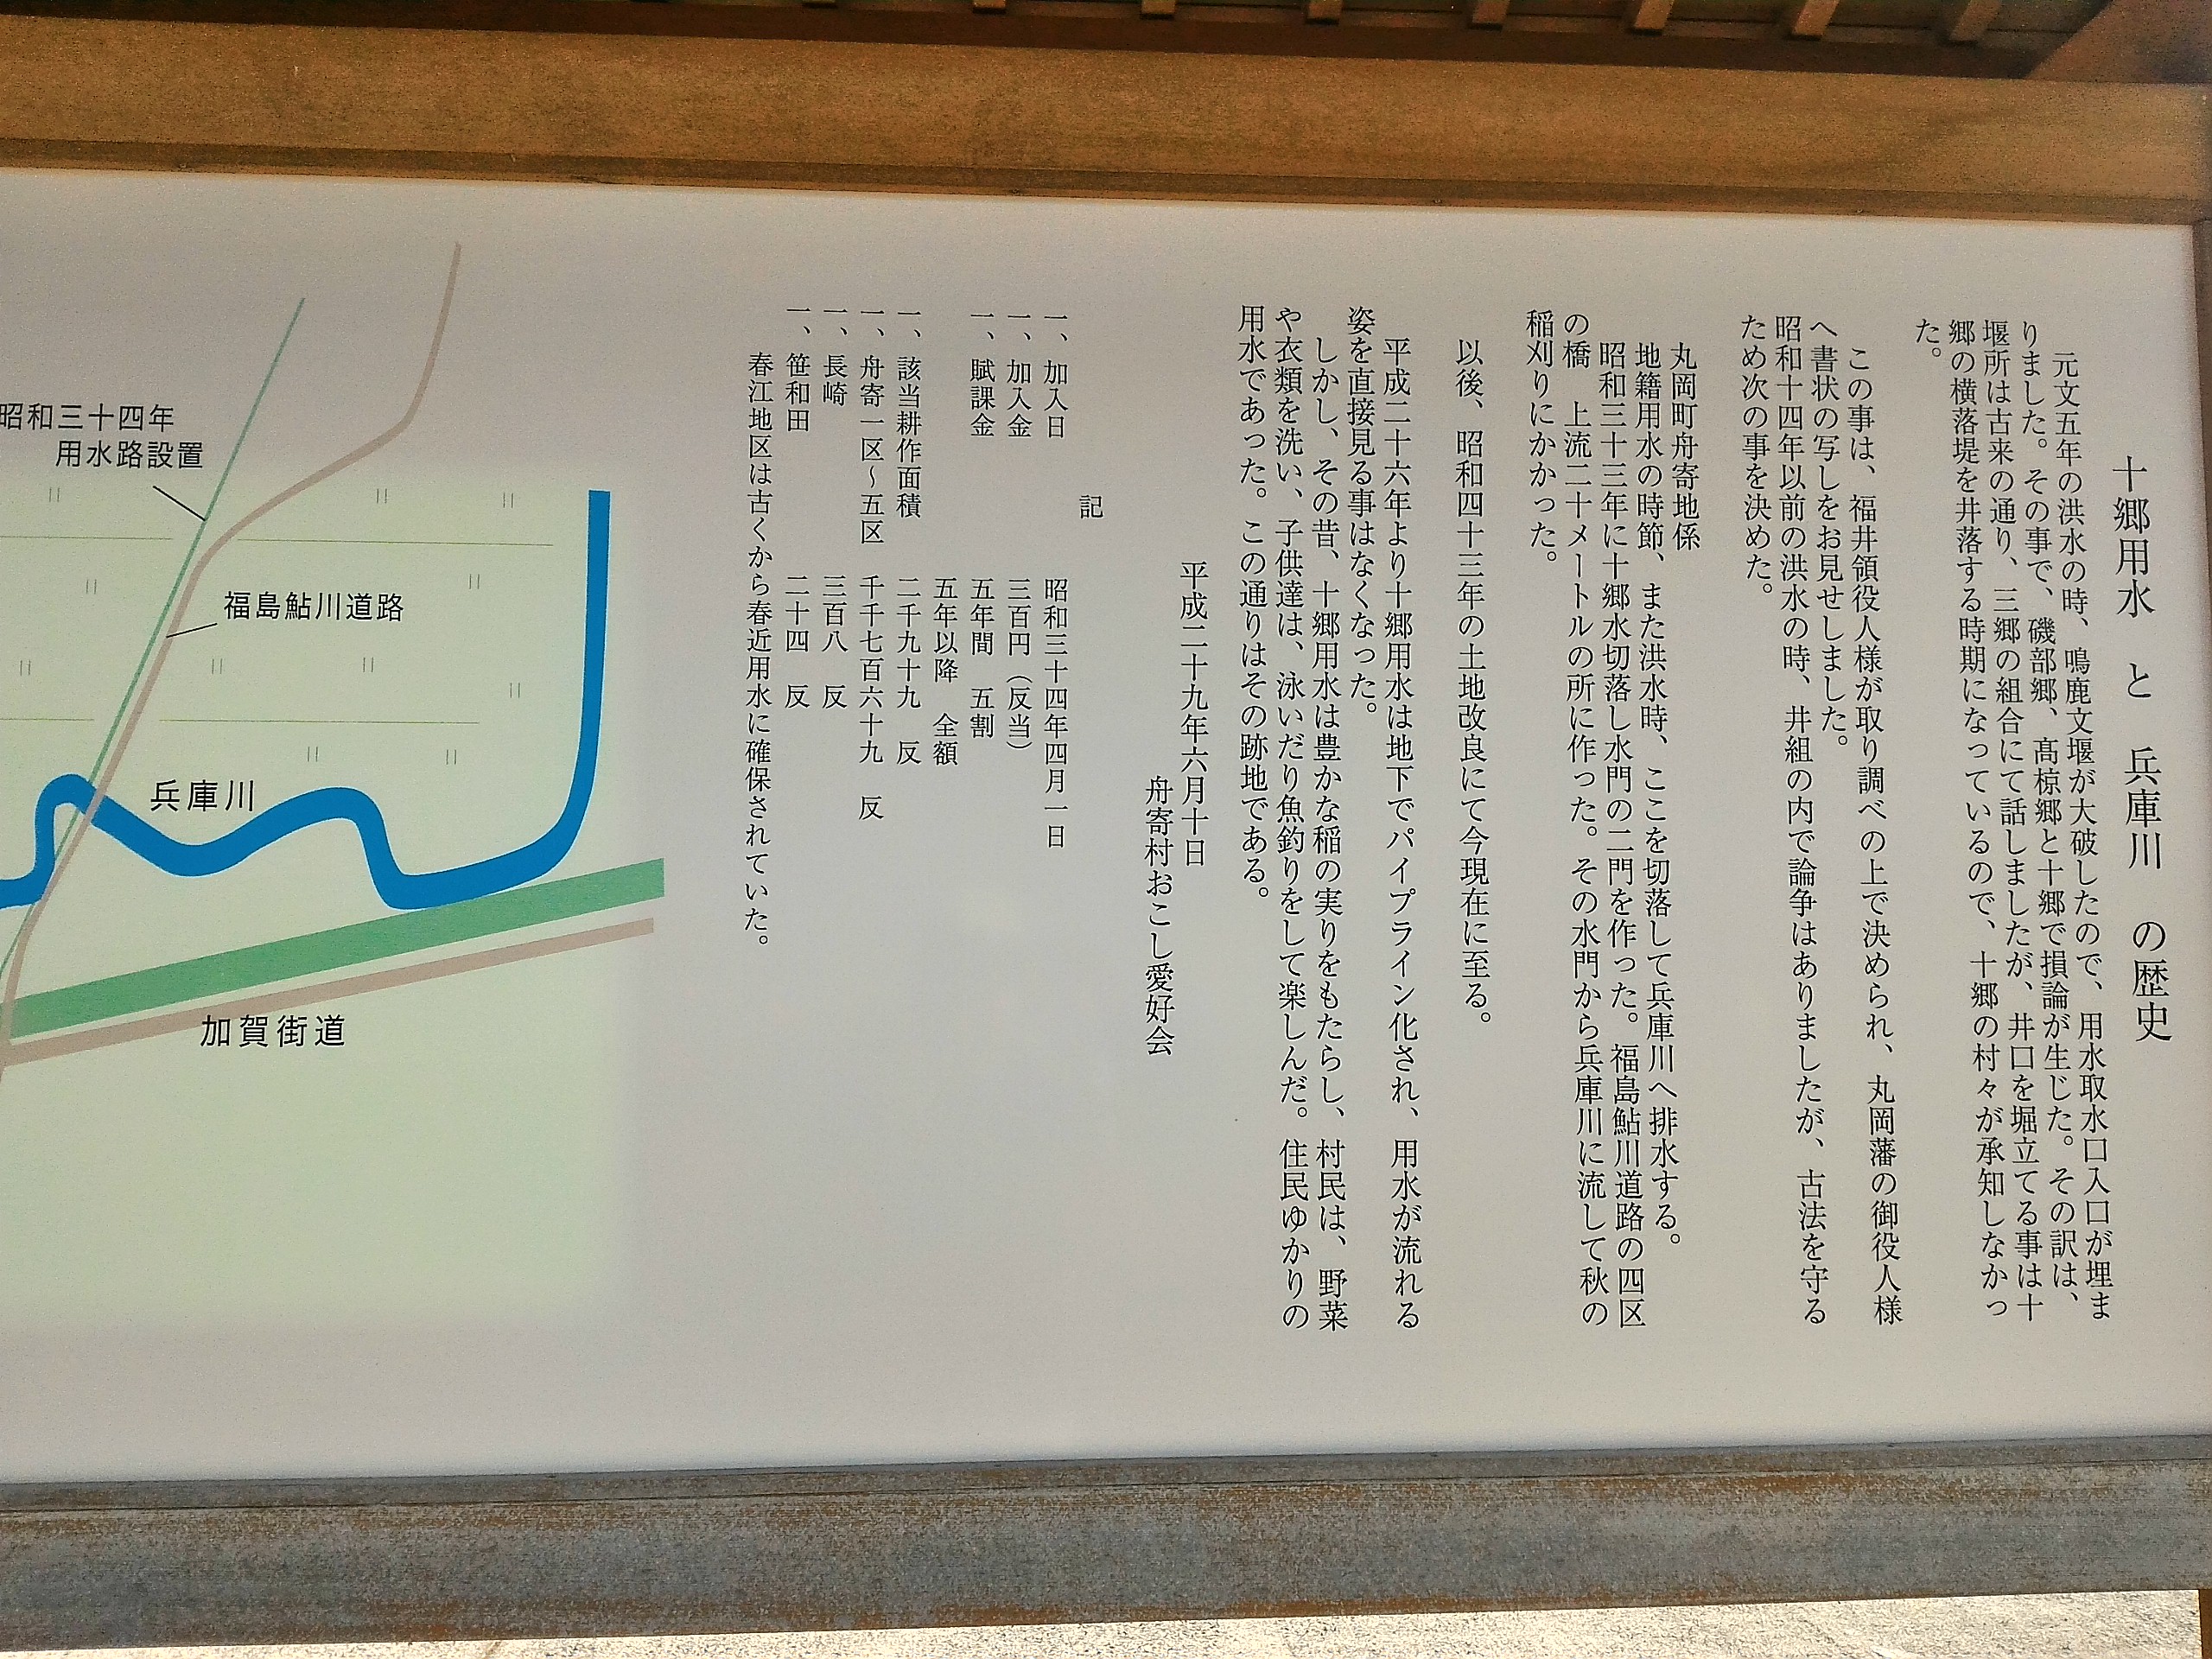 十郷用水 と 兵庫川 の歴史
元文五年の洪水の時、鳴鹿文堰が大破したので、用水取水口入口が埋ま
りました。その事で、磯部郷、髙椋郷と十郷で損論が生じた。その訳は、
堰所は古来の通り、三郷の組合にて話しましたが、井口を堀立てる事は十
郷の横落堤を井落する時期になっているので、十郷の村々が承知しなかっ
た。
この事は、福井領役人様が取り調べの上で決められ、丸岡藩の御役人様
へ書状の写しをお見せしました。
昭和十四年以前の洪水の時、井組の内で論争はありましたが、古法を守る
ため次の事を決めた。
丸岡町舟寄地係
地籍用水の時節、また洪水時、ここを切落して兵庫川へ排水する。
昭和三十三年に十郷水切落し水門の二門を作った。福島鮎川道路の四区
の橋 上流二十メートルの所に作った。その水門から兵庫川に流して秋の
稲刈りにかかった。
以後、昭和四十三年の土地改良にて今現在に至る。
平成二十六年より十郷用水は地下でパイプライン化され、用水が流れる
姿を直接見る事はなくなった。
しかし、その昔、十郷用水は豊かな稲の実りをもたらし、村民は、野菜
や衣類を洗い、子供達は、泳いだり魚釣りをして楽しんだ。住民ゆかりの
用水であった。この通りはその跡地である。
平成二十九年六月十日
舟寄村おこし愛好会
記
一、加入日 昭和三十四年四月一日
一、加入金 三百円（反当）
一、賦課金 五年間 五割
五年以降 全額
一、該当耕作面積 二千九十九 反
一、舟寄一区～五区 千千七百六十九 反
一、長崎 三百八 反
一、笹和田 二十四 反
春江地区は古くから春近用水に確保されていた。
昭和三十四年
用水路設置
福島鮎川道路
兵庫川
加賀街道